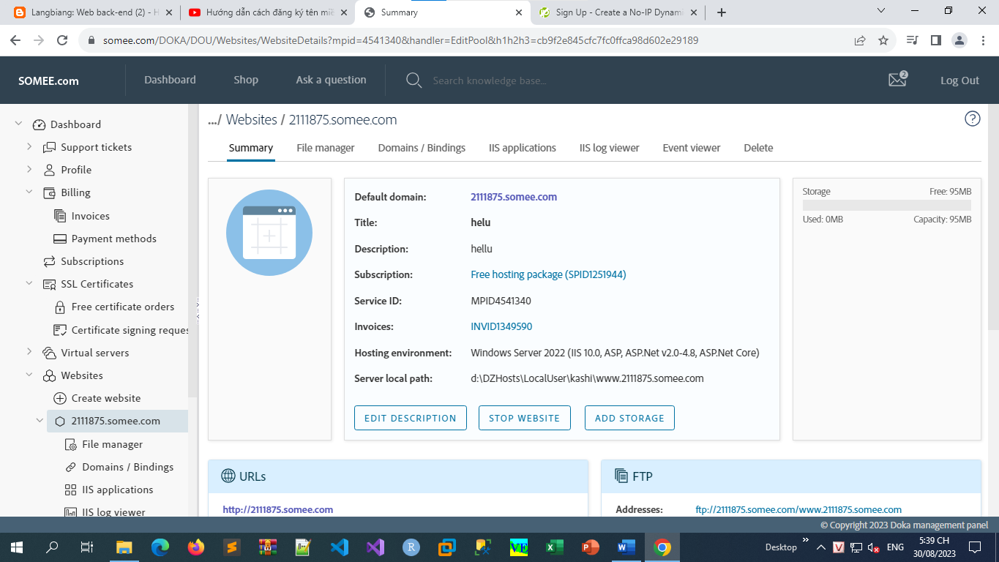 Langbiang: Web back-end (2) - H
Hướng dẫn cách đăng ký tên miề
Summary
Sign Up - Create a No-IP Dynami
somee.com/DOKA/DOU/Websites/WebsiteDetails?mpid=4541340&handler=EditPool&h1h2h3=cb9f2e845cfc7fc0ffca98d602e29189
SOMEE.com
Dashboard
Shop
Ask a question
Search knowledge base...
2
Log Out
Dashboard
Support tickets
Profile
Billing
Invoices
Payment methods
Subscriptions
SSL Certificates
Free certificate orders
Certificate signing reques
Virtual servers
Websites
Create website
2111875.somee.com
File manager
Domains / Bindings
IIS applications
IIS log viewer
.../ Websites / 2111875.somee.com
?
Summary
File manager
Domains / Bindings
IIS applications
IIS log viewer
Event viewer
Delete
Default domain: 2111875.somee.com
Title: helu
Description: hellu
Subscription: Free hosting package (SPID1251944)
Service ID: MPID4541340
Invoices: INVID1349590
Hosting environment: Windows Server 2022 (IIS 10.0, ASP, ASP.Net v2.0-4.8, ASP.Net Core)
Server local path: d:\DZHosts\LocalUser\kashi\www.2111875.somee.com
EDIT DESCRIPTION
STOP WEBSITE
ADD STORAGE
Storage Free: 95MB
Used: 0MB Capacity: 95MB
URLs
http://2111875.somee.com
FTP
Addresses: ftp://2111875.somee.com/www.2111875.somee.com
© Copyright 2023 Doka management panel
Desktop
ENG
5:39 CH
30/08/2023